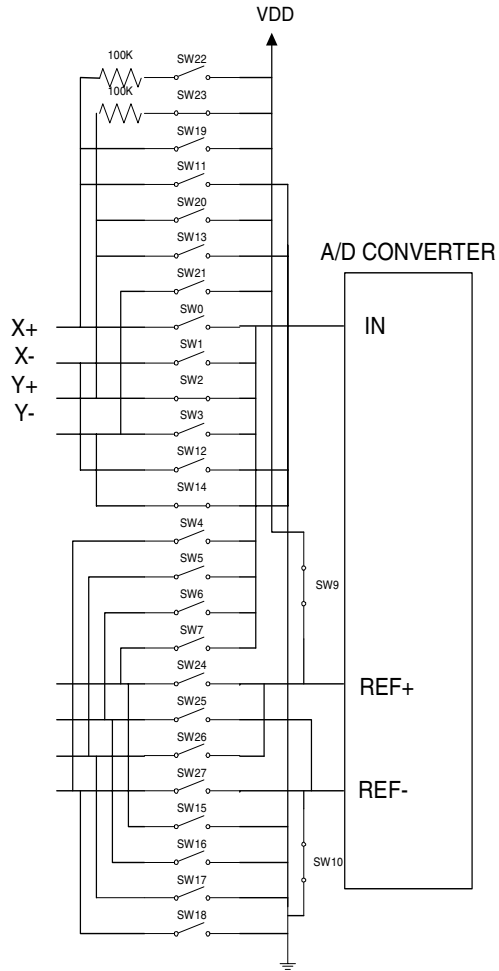 VDD
SW22
100K
SW23
100K
SW19
SW11
SW20
SW13
A/D CONVERTER
SW21
X+
SW0
IN
X-
SW1
Y+
SW2
Y-
SW3
SW12
SW14
SW4
SW5
SW9
SW6
SW7
SW24
REF+
SW25
SW26
SW27
REF-
SW15
SW16
SW10
SW17
SW18